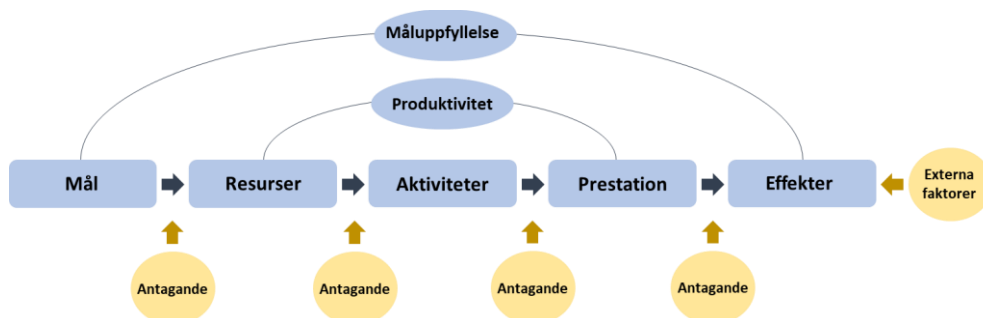 Måluppfyllelse
Produktivitet
Mål
Resurser
Aktiviteter
Prestation
Effekter
Externa
faktorer
Antagande
Antagande
Antagande
Antagande